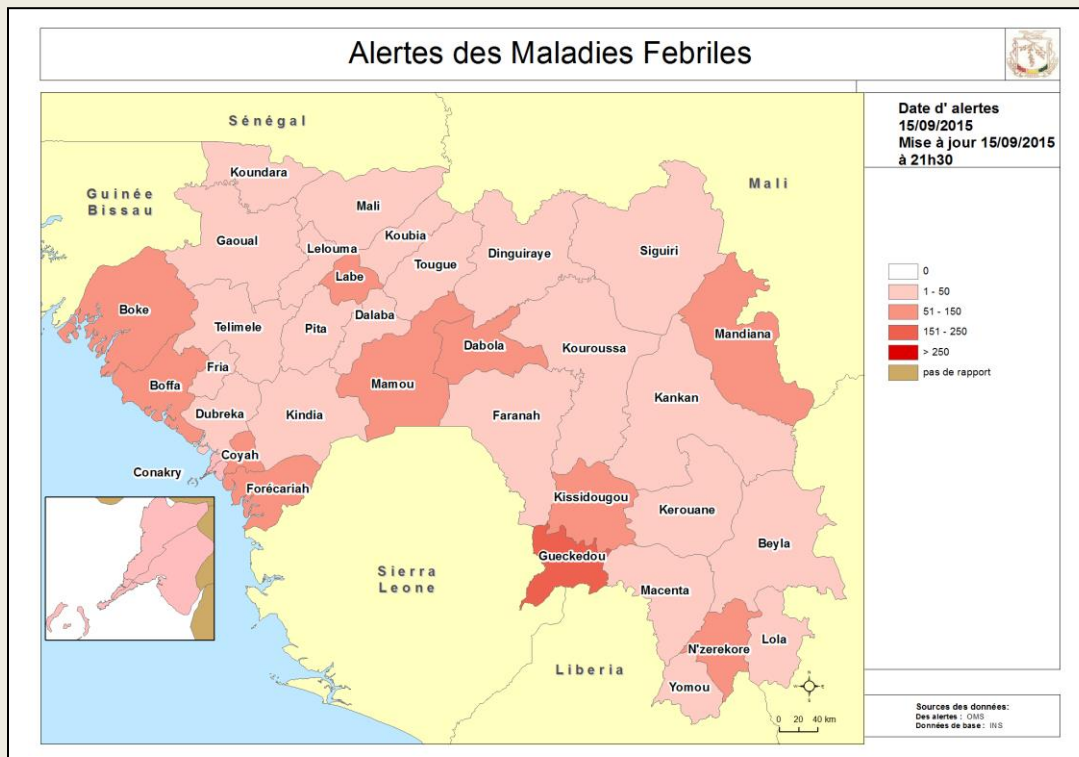 Alertes des Maladies Febriles
Date d' alertes
15/09/2015
Mise à jour 15/09/2015
à 21h30
Sénégal
Guinée
Bissau
Mali
Koundara
Mali
Koubia
Gaoual
Lelouma
Tougue
Dinguiraye
Siguiri
Labe
Boke
Telimele
Pita
Dalaba
Dabola
Kouroussa
Mandiana
Fria
Boffa
Mamou
Kankan
Dubreka
Kindia
Faranah
Coyah
Conakry
Forécariah
Kissidougou
Kerouane
Beyla
Gueckedou
Sierra
Leone
Macenta
Lola
N'zerekore
Liberia
Yomou
N
W
E
S
0 20 40 km
0
1 - 50
51 - 150
151 - 250
> 250
pas de rapport
Sources des données:
Des alertes : OMS
Données de base : INS